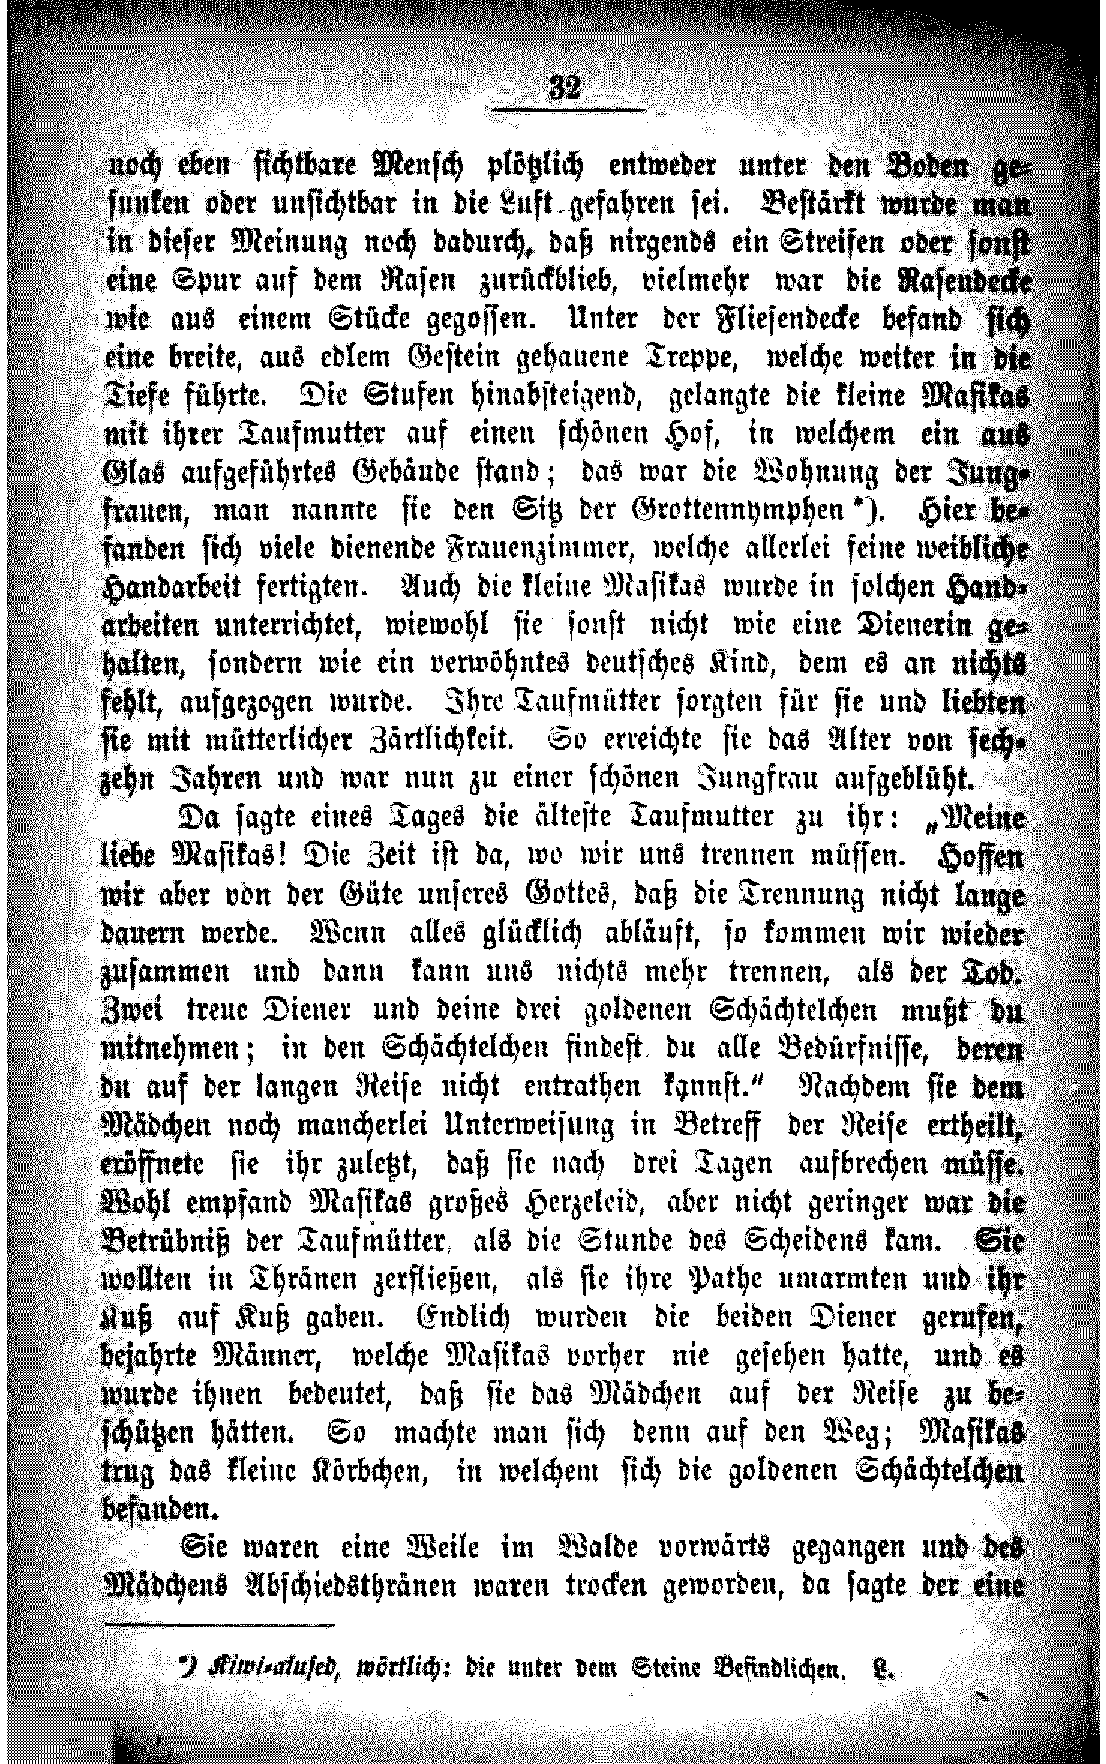 32
noch eben sichtbare Mensch plötzlich entweder unter den Boden ge-
sunken oder unsichtbar in die Luft gefahren sei. Bestärkt wurde man
in dieser Meinung noch dadurch, daß nirgends ein Streifen oder sonst
eine Spur auf dem Rasen zurückblieb, vielmehr war die Rasendecke
wie aus einem Stücke gegossen. Unter der Fliesendecke befand sich
eine breite, aus edlem Gestein gehauene Treppe, welche weiter in die
Tiefe führte. Die Stufen hinabsteigend, gelangte die kleine Masikas
mit ihrer Taufmutter auf einen schönen Hof, in welchem ein aus
Glas aufgeführtes Gebäude stand; das war die Wohnung der Jung-
frauen, man nannte sie den Sitz der Grottennymphen*). Hier be-
fanden sich viele dienende Frauenzimmer, welche allerlei feine weibliche
Handarbeit fertigten. Auch die kleine Masikas wurde in solchen Hand-
arbeiten unterrichtet, wiewohl sie sonst nicht wie eine Dienerin ge-
halten, sondern wie ein verwöhntes deutsches Kind, dem es an nichts
fehlt, aufgezogen wurde. Ihre Taufmütter sorgten für sie und liebten
sie mit mütterlicher Zärtlichkeit. So erreichte sie das Alter von sech-
zehn Jahren und war nun zu einer schönen Jungfrau aufgeblüht.
Da sagte eines Tages die älteste Taufmutter zu ihr: „Meine
liebe Masikas! Die Zeit ist da, wo wir uns trennen müssen. Hoffen
wir aber von der Güte unseres Gottes, daß die Trennung nicht lange
dauern werde. Wenn alles glücklich abläuft, so kommen wir wieder
zusammen und dann kann uns nichts mehr trennen, als der Tod.
Zwei treue Diener und deine drei goldenen Schächtelchen mußt du
mitnehmen; in den Schächtelchen findest du alle Bedürfnisse, deren
du auf der langen Reise nicht entrathen kannst.“ Nachdem sie dem
Mädchen noch mancherlei Unterweisung in Betreff der Reise ertheilt,
eröffnete sie ihr zuletzt, daß sie nach drei Tagen aufbrechen müsse.
Wohl empfand Masikas großes Herzeleid, aber nicht geringer war die
Betrübniß der Taufmütter, als die Stunde des Scheidens kam. Sie
wollten in Thränen zerfließen, als sie ihre Pathe umarmten und ihr
Kuß auf Kuß gaben. Endlich wurden die beiden Diener gerufen,
bejahrte Männer, welche Masikas vorher nie gesehen hatte, und es
wurde ihnen bedeutet, daß sie das Mädchen auf der Reise zu be-
schützen hätten. So machte man sich denn auf den Weg; Masikas
trug das kleine Körbchen, in welchem sich die goldenen Schächtelchen
befanden.
Sie waren eine Weile im Walde vorwärts gegangen und des
Mädchens Abschiedsthränen waren trocken geworden, da sagte der eine
*) Kiwi-alused, wörtlich: die unter dem Steine Befindlichen. L.